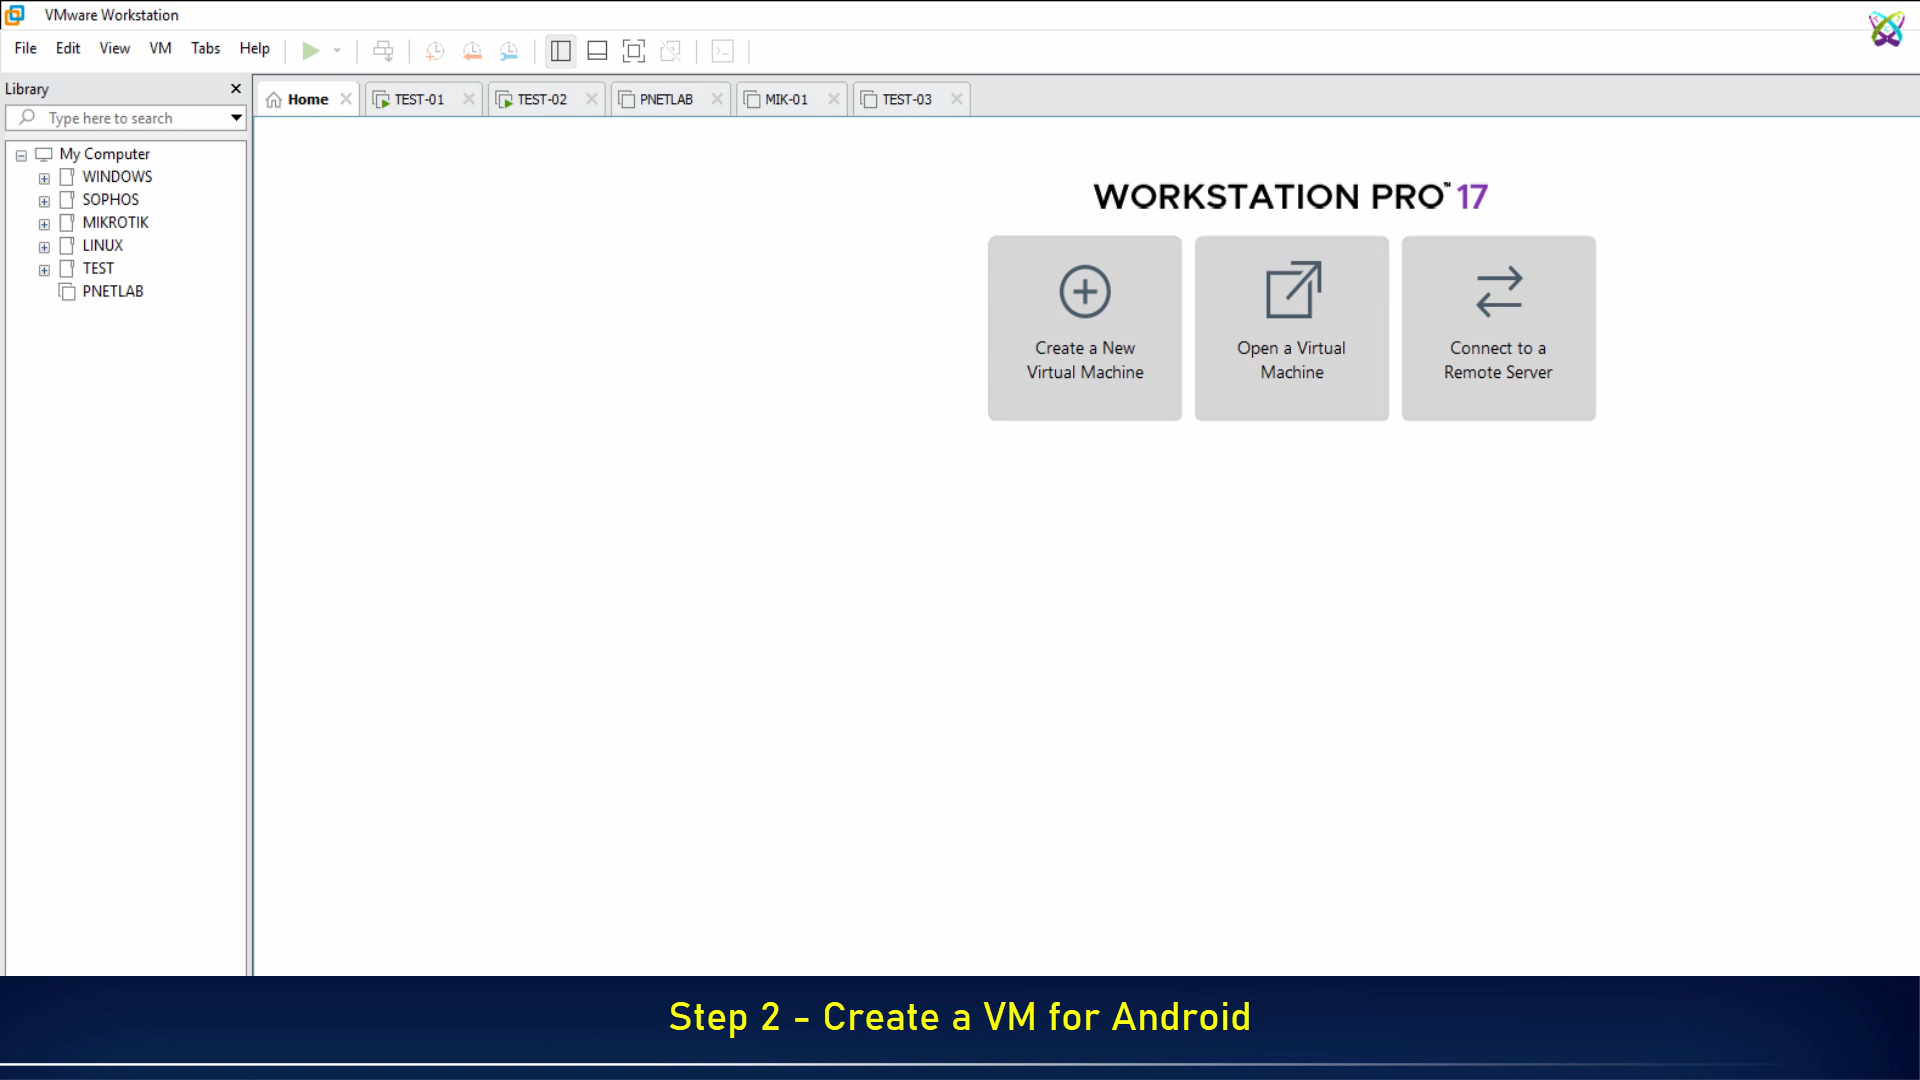 VMware Workstation
File Edit View VM Tabs Help
Library
Type here to search
My Computer
WINDOWS
SOPHOS
MIKROTIK
LINUX
TEST
PNETLAB
Home TEST-01 TEST-02 PNETLAB MIK-01 TEST-03
WORKSTATION PRO™ 17
Create a New
Virtual Machine
Open a Virtual
Machine
Connect to a
Remote Server
Step 2 - Create a VM for Android